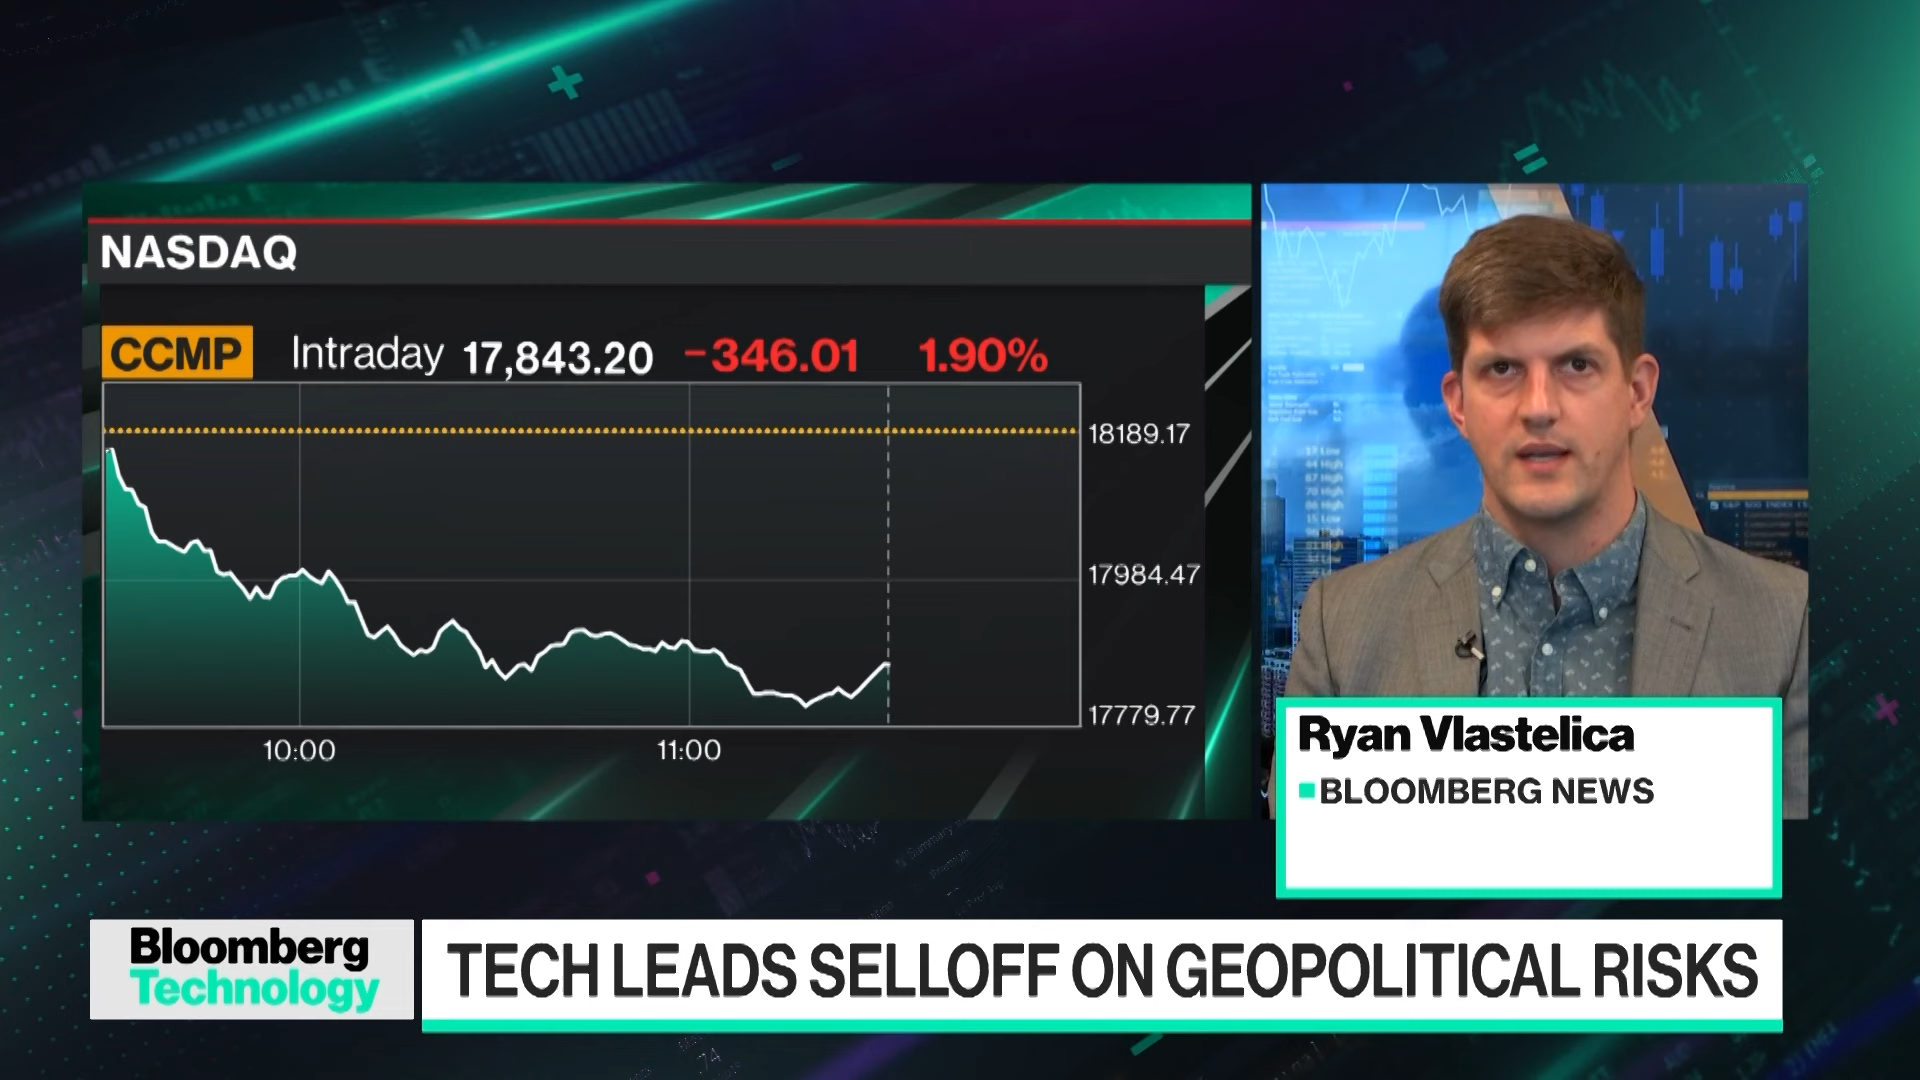 NASDAQ
CCMP Intraday 17,843.20 -346.01 1.90%
18189.17
17984.47
17779.77
10:00 11:00
Ryan Vlastelica
BLOOMBERG NEWS
Bloomberg
Technology
TECH LEADS SELLOFF ON GEOPOLITICAL RISKS
74